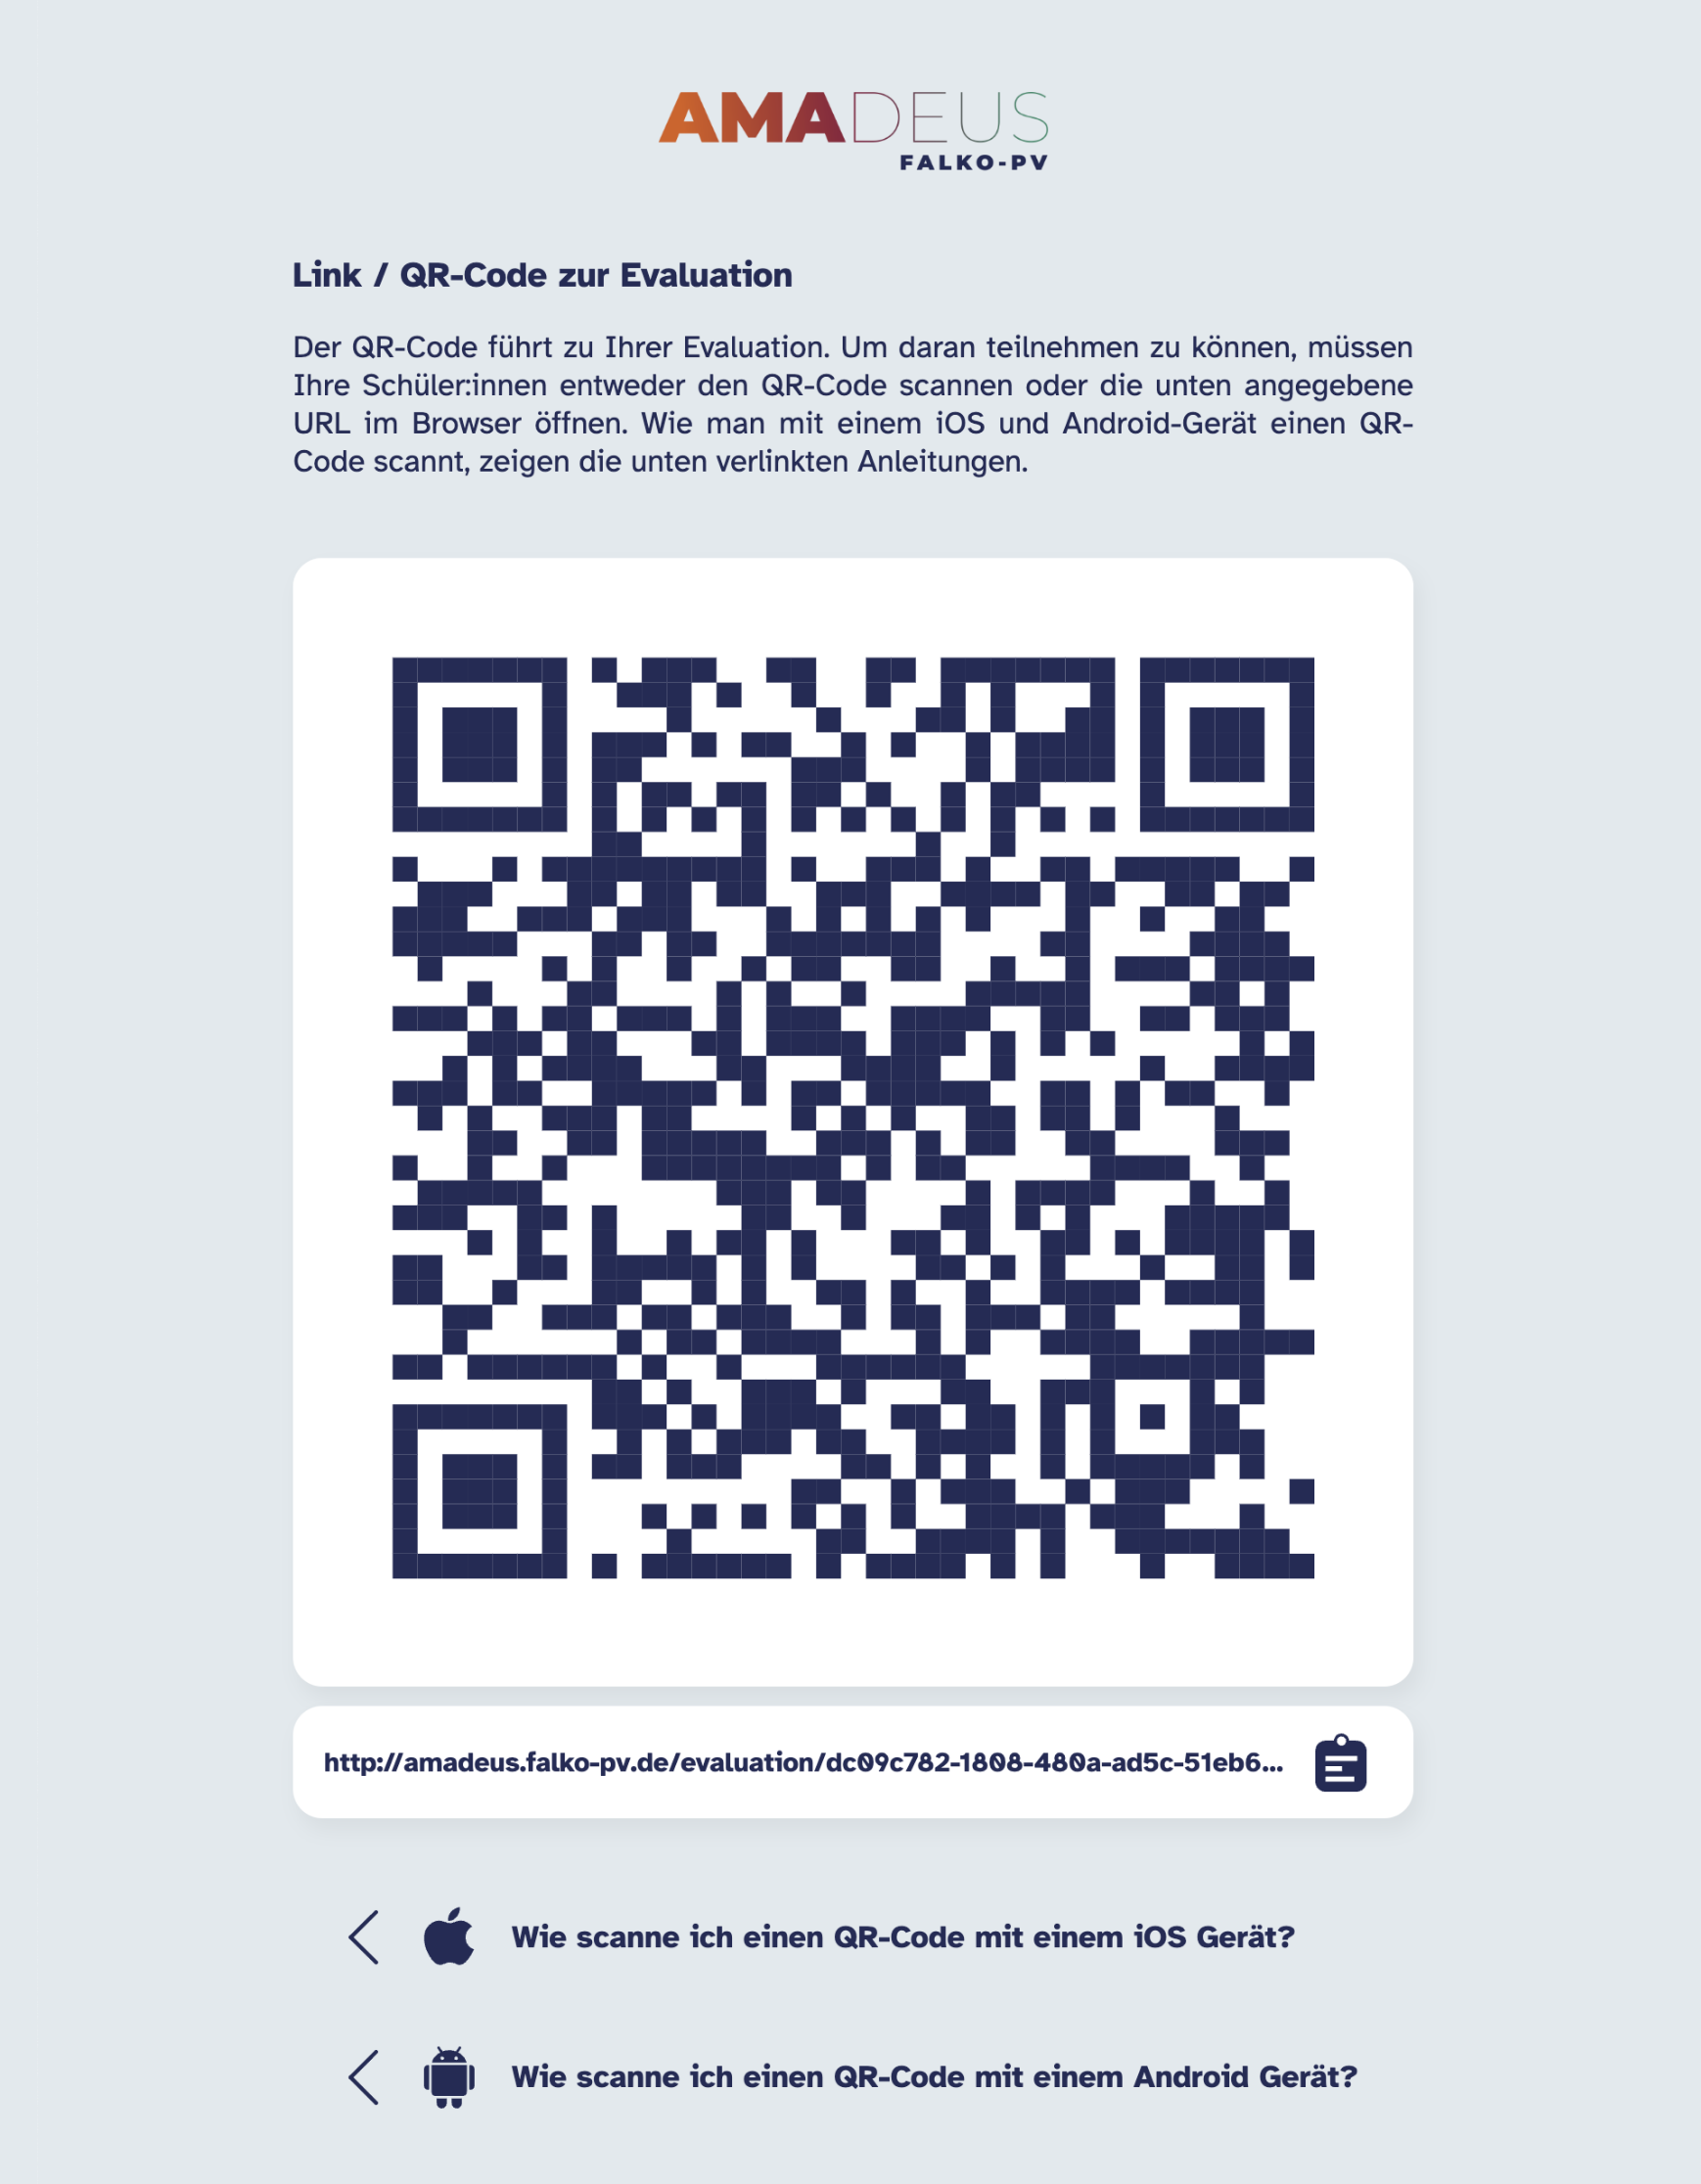 AMADEUS
FALKO-PV
Link / QR-Code zur Evaluation
Der QR-Code führt zu Ihrer Evaluation. Um daran teilnehmen zu können, müssen
Ihre Schüler:innen entweder den QR-Code scannen oder die unten angegebene
URL im Browser öffnen. Wie man mit einem iOS und Android-Gerät einen QR-
Code scannt, zeigen die unten verlinkten Anleitungen.
http://amadeus.falko-pv.de/evaluation/dc09c782-1808-480a-ad5c-51eb6...
Wie scanne ich einen QR-Code mit einem iOS Gerät?
Wie scanne ich einen QR-Code mit einem Android Gerät?